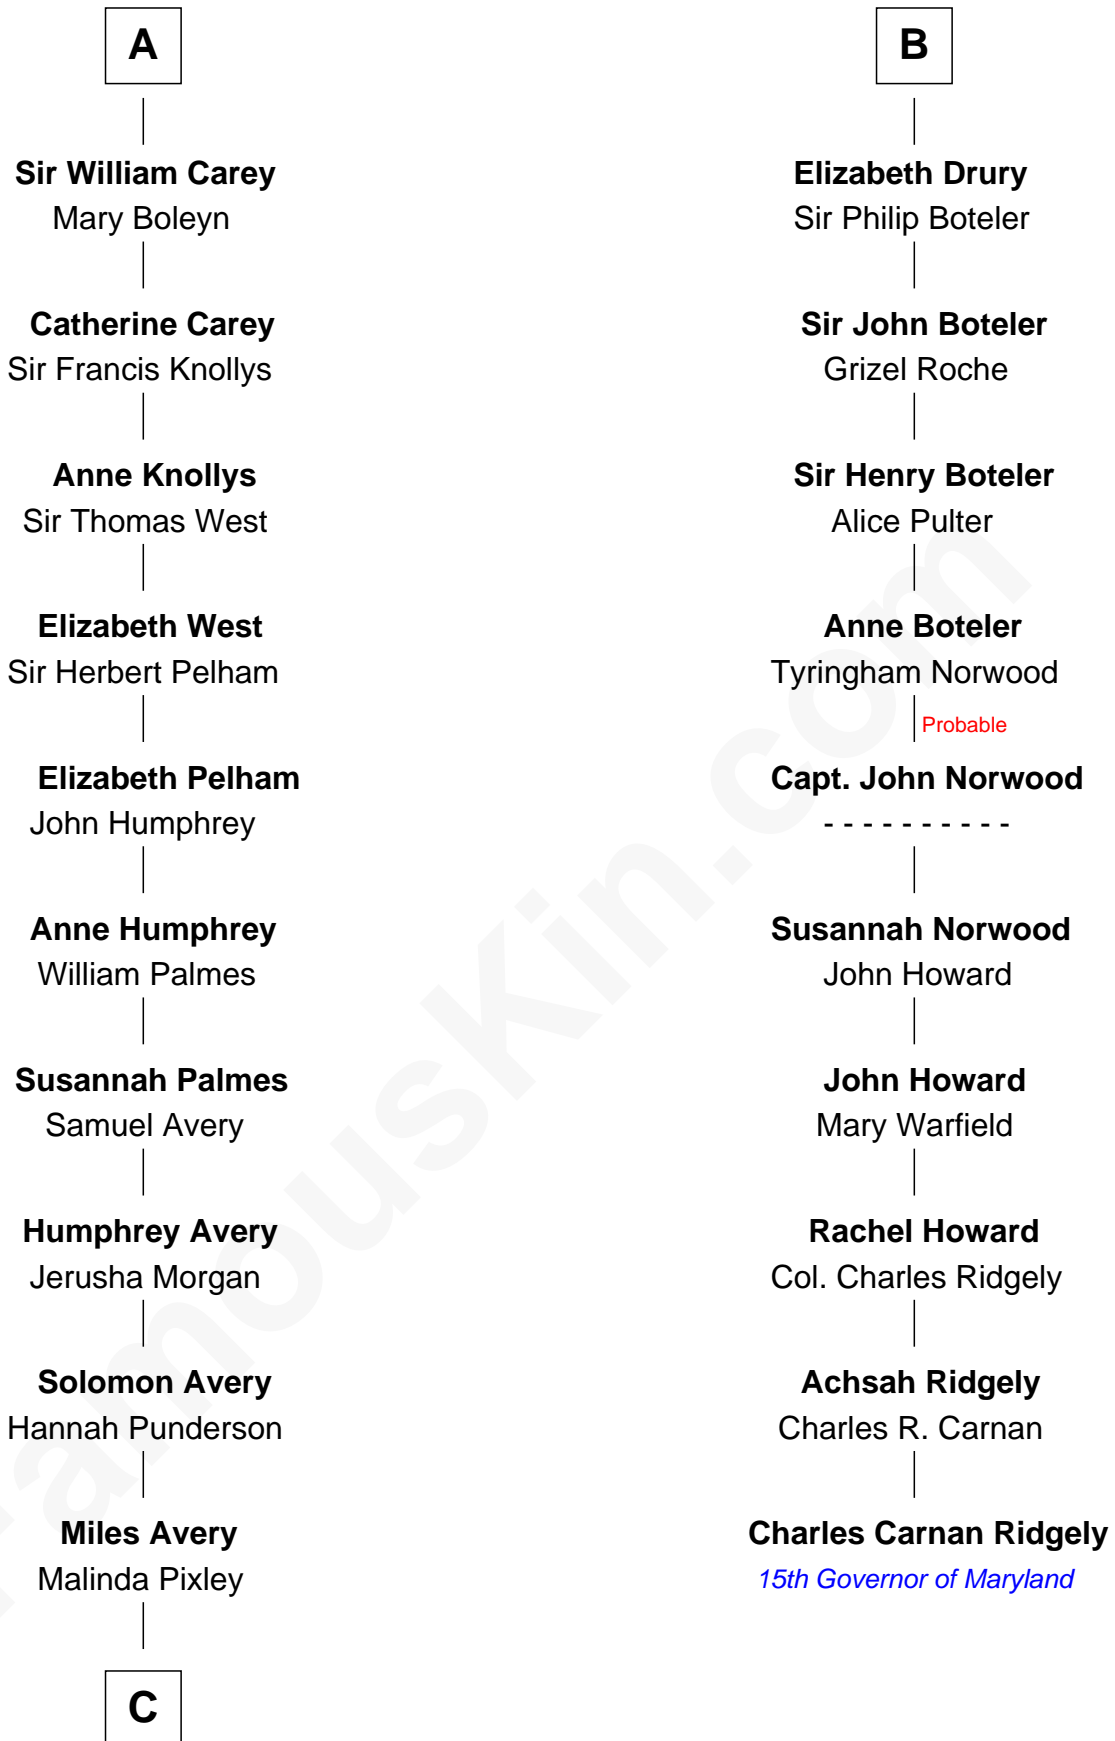 A
Sir William Carey
Mary Boleyn
Catherine Carey
Sir Francis Knollys
Anne Knollys
Sir Thomas West
Elizabeth West
Sir Herbert Pelham
Elizabeth Pelham
John Humphrey
Anne Humphrey
William Palmes
Susannah Palmes
Samuel Avery
Humphrey Avery
Jerusha Morgan
Solomon Avery
Hannah Punderson
Miles Avery
Malinda Pixley
C
B
Elizabeth Drury
Sir Philip Boteler
Sir John Boteler
Grizel Roche
Sir Henry Boteler
Alice Pulter
Anne Boteler
Tyringham Norwood
Probable
Capt. John Norwood
- - - - - - - - - -
Susannah Norwood
John Howard
John Howard
Mary Warfield
Rachel Howard
Col. Charles Ridgely
Achsah Ridgely
Charles R. Carnan
Charles Carnan Ridgely
15th Governor of Maryland
FamousKin.com